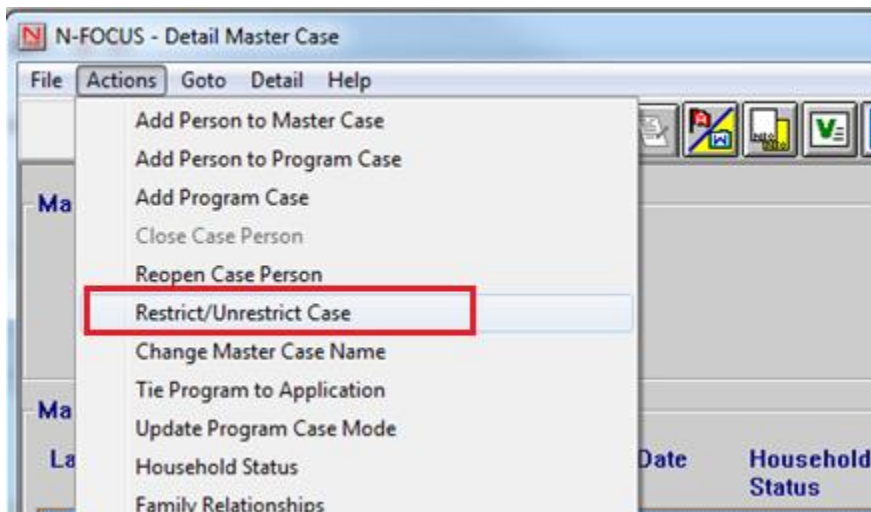 N-FOCUS - Detail Master Case
File Actions Goto Detail Help
Add Person to Master Case
Add Person to Program Case
Add Program Case
Ma
Close Case Person
Reopen Case Person
Restrict/Unrestrict Case
Change Master Case Name
Tie Program to Application
Ma
Update Program Case Mode
La
Household Status
Date
Household
Status
Family Relationships